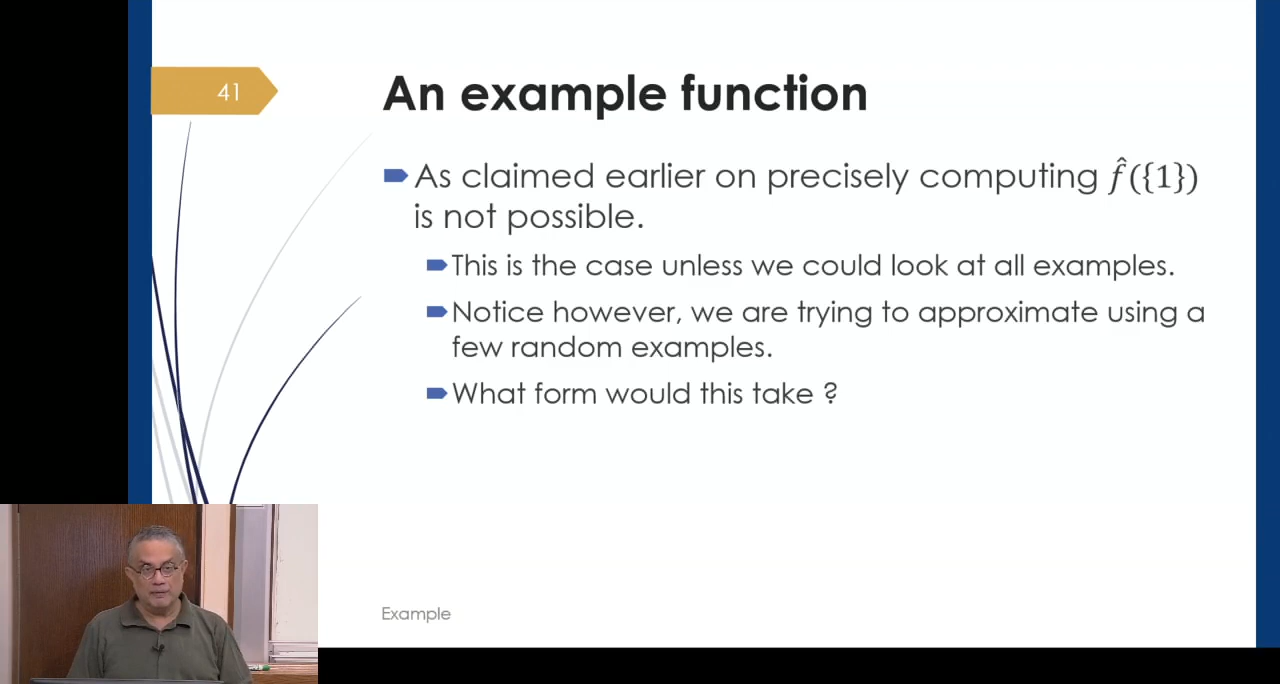 41
An example function
As claimed earlier on precisely computing f̂({1})
is not possible.
This is the case unless we could look at all examples.
Notice however, we are trying to approximate using a
few random examples.
What form would this take ?
Example